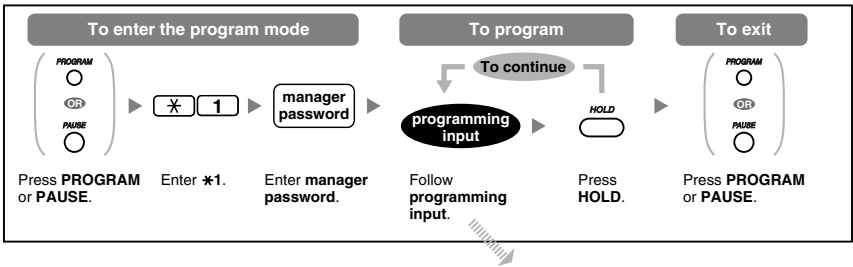 To enter the program mode
To program
To exit
PROGRAM
OR
PAUSE
✳ 1
manager
password
To continue
programming
input
HOLD
PROGRAM
OR
PAUSE
Press PROGRAM
or PAUSE.
Enter ✳1.
Enter manager
password.
Follow
programming
input.
Press
HOLD.
Press PROGRAM
or PAUSE.